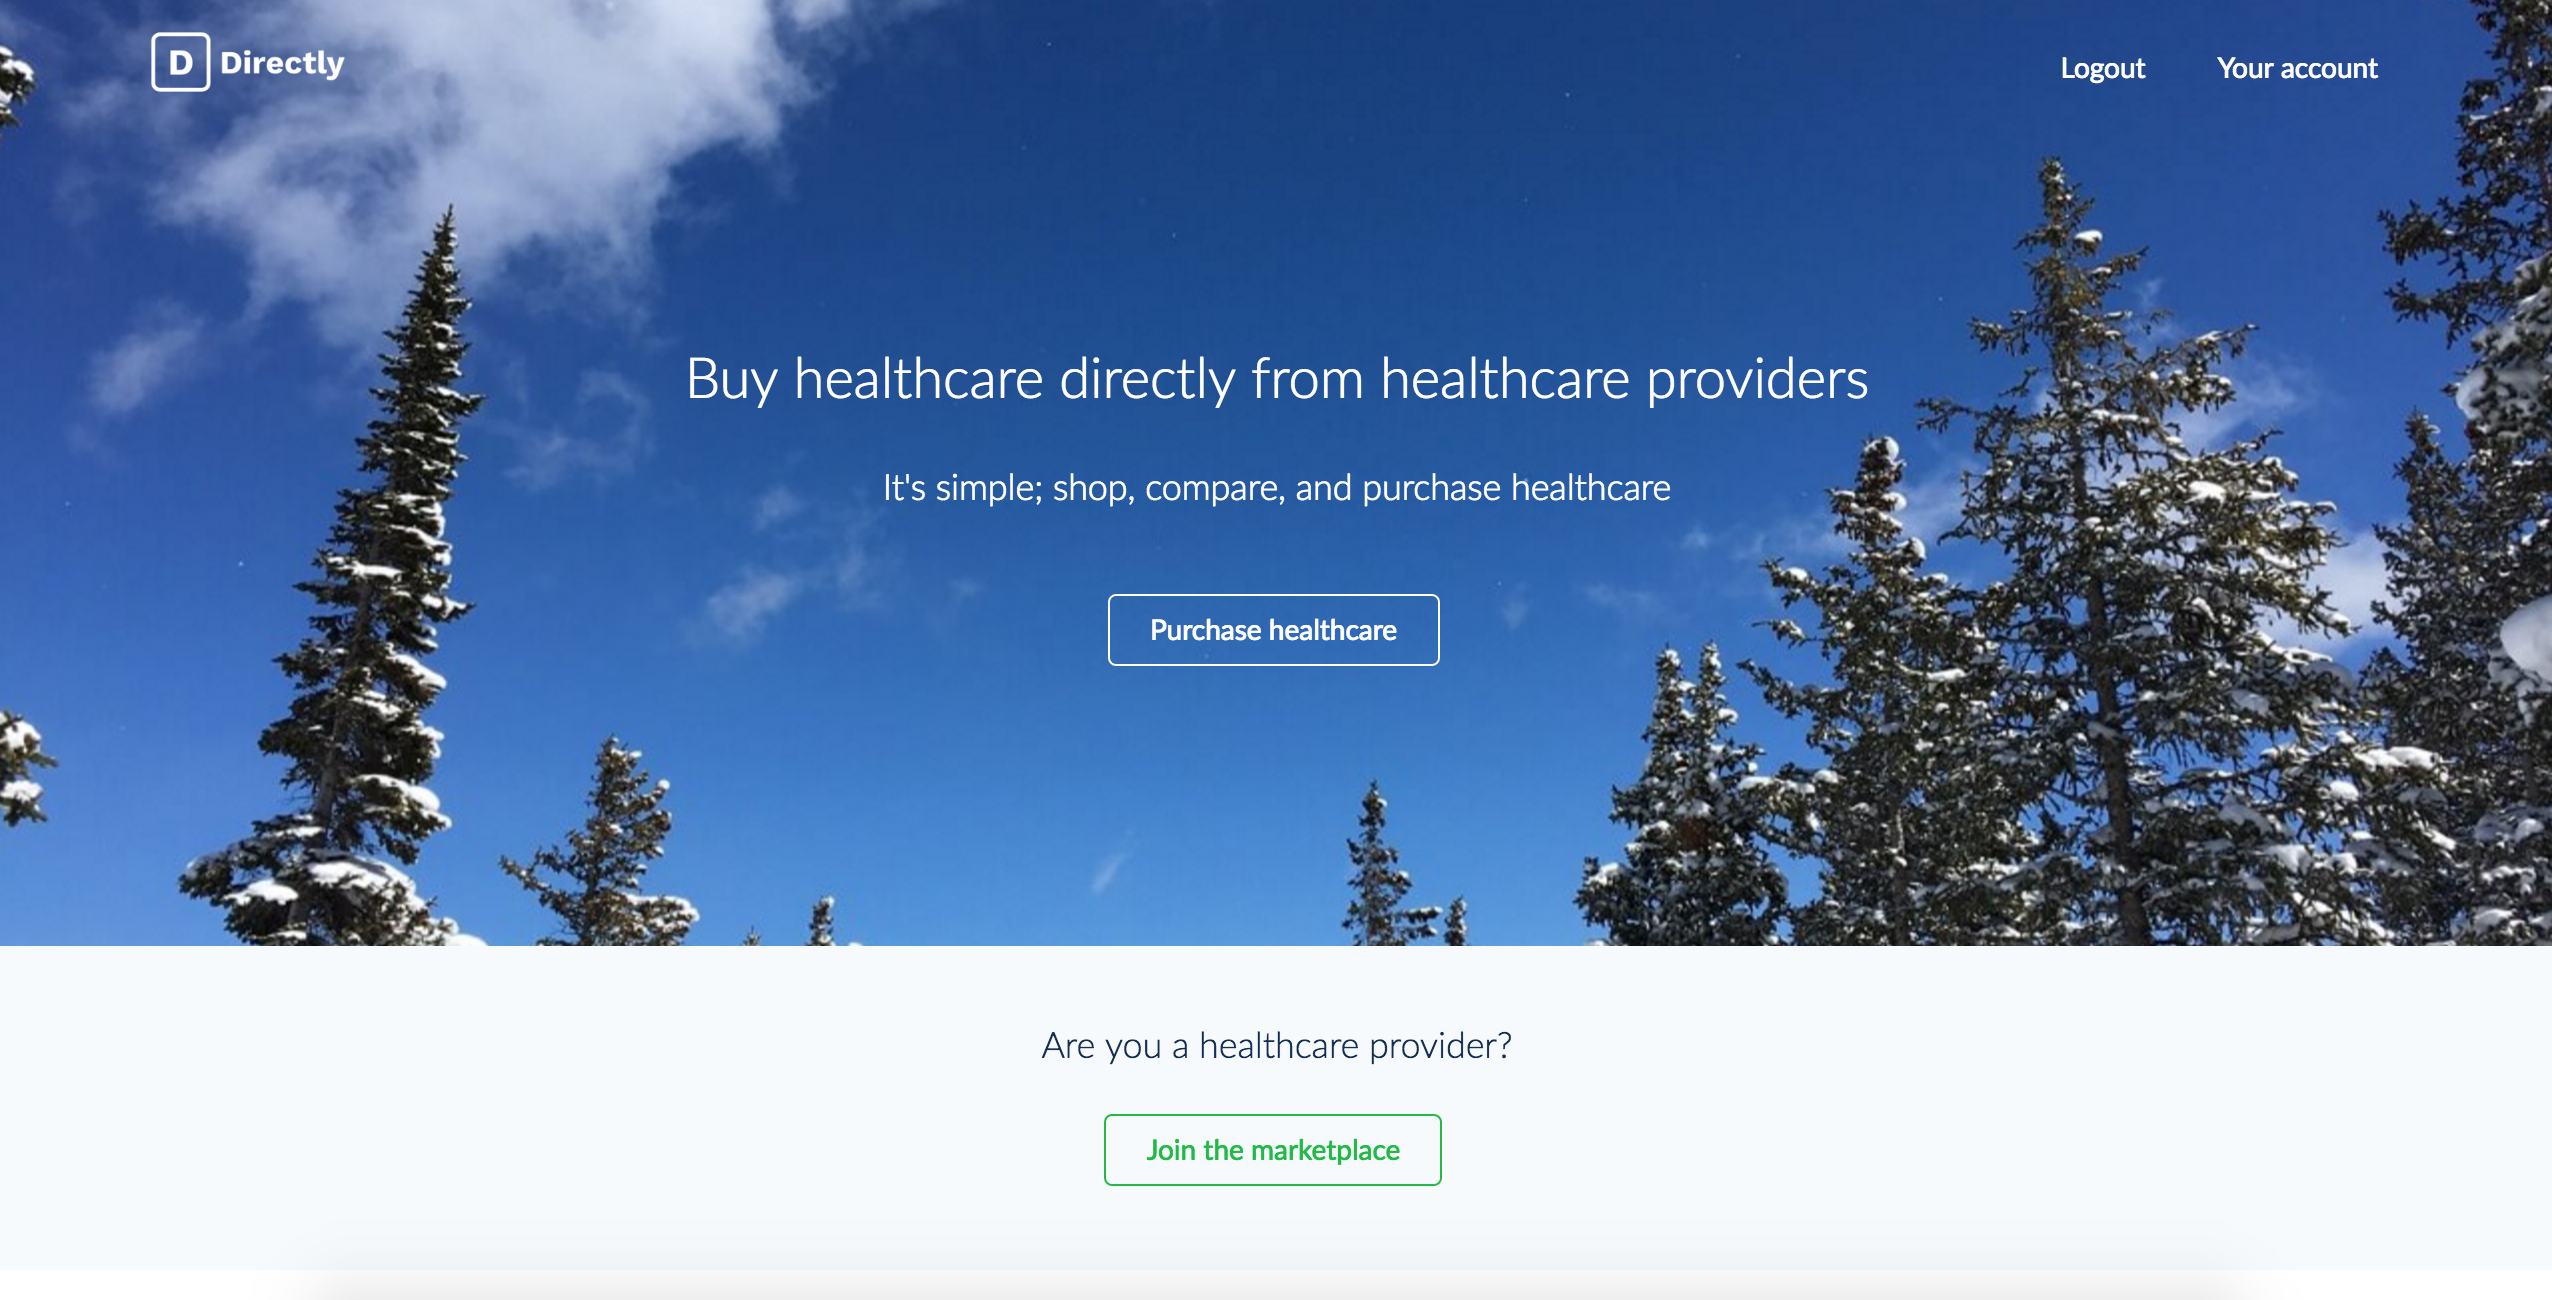 D Directly
Logout
Your account
Buy healthcare directly from healthcare providers
It's simple; shop, compare, and purchase healthcare
Purchase healthcare
Are you a healthcare provider?
Join the marketplace